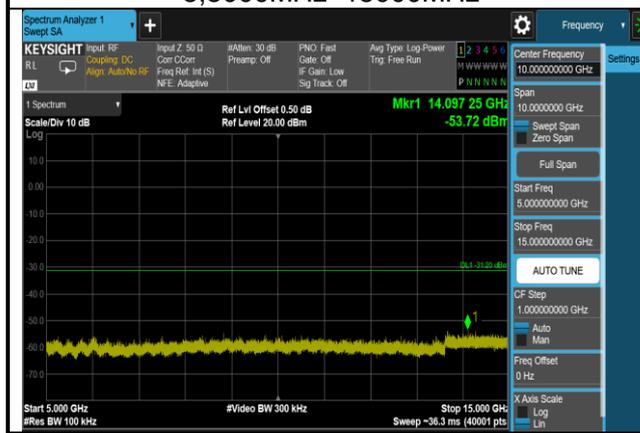 Spectrum Analyzer 1
Swept SA
Frequency
Settings
KEYSIGHT
RL
Input: RF
Coupling: DC
Align: Auto/No RF
Input Z: 50 Ω
Corr CCorr
Freq Ref: Int (S)
NFE: Adaptive
#Atten: 30 dB
Preamp: Off
PNO: Fast
Gate: Off
IF Gain: Low
Sig Track: Off
Avg Type: Log-Power
Trig: Free Run
1 2 3 4 5 6
M W W W W W
P N N N N N
1 Spectrum
Scale/Div 10 dB
Log
Ref Lvl Offset 0.50 dB
Ref Level 20.00 dBm
Mkr1 14.097 25 GHz
-53.72 dBm
10.0
0.00
-10.0
-20.0
-30.0
-40.0
-50.0
-60.0
-70.0
DL1 -31.20 dBm
1
Start 5.000 GHz
#Res BW 100 kHz
#Video BW 300 kHz
Stop 15.000 GHz
Sweep ~36.3 ms (40001 pts)
Center Frequency
10.000000000 GHz
Span
10.0000000 GHz
Swept Span
Zero Span
Full Span
Start Freq
5.000000000 GHz
Stop Freq
15.000000000 GHz
AUTO TUNE
CF Step
1.000000000 GHz
Auto
Man
Freq Offset
0 Hz
X Axis Scale
Log
Lin